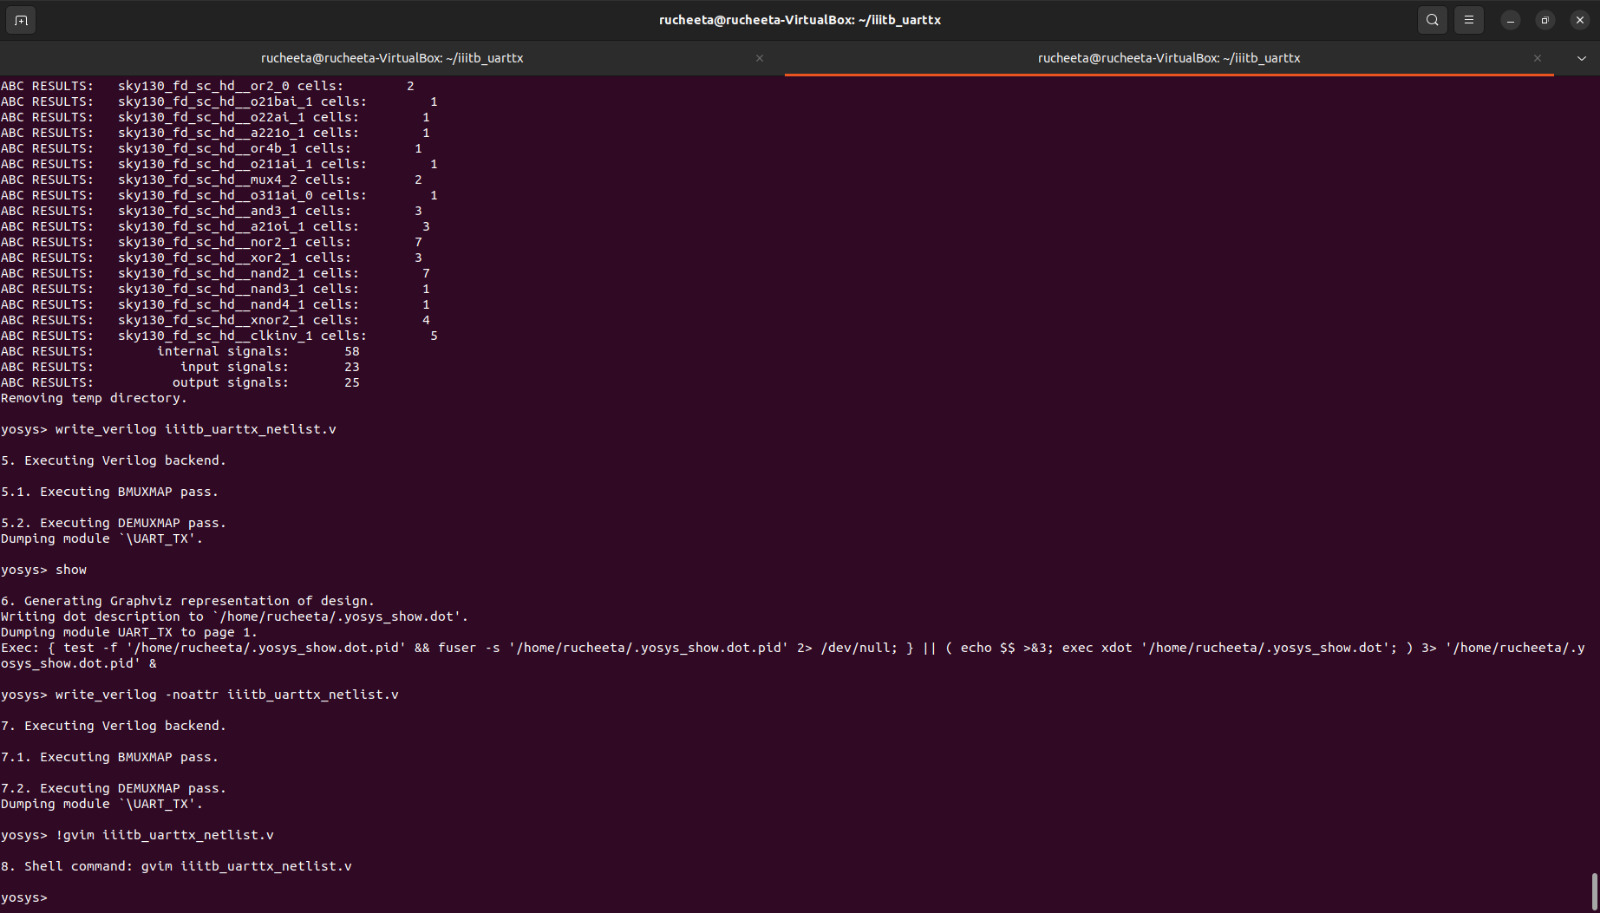 rucheeta@rucheeta-VirtualBox: ~/iiitb_uarttx
rucheeta@rucheeta-VirtualBox: ~/iiitb_uarttx
rucheeta@rucheeta-VirtualBox: ~/iiitb_uarttx
ABC RESULTS:   sky130_fd_sc_hd__or2_0 cells:        2
ABC RESULTS:   sky130_fd_sc_hd__o21bai_1 cells:        1
ABC RESULTS:   sky130_fd_sc_hd__o22ai_1 cells:        1
ABC RESULTS:   sky130_fd_sc_hd__a221o_1 cells:        1
ABC RESULTS:   sky130_fd_sc_hd__or4b_1 cells:        1
ABC RESULTS:   sky130_fd_sc_hd__o211ai_1 cells:        1
ABC RESULTS:   sky130_fd_sc_hd__mux4_2 cells:        2
ABC RESULTS:   sky130_fd_sc_hd__o311ai_0 cells:        1
ABC RESULTS:   sky130_fd_sc_hd__and3_1 cells:        3
ABC RESULTS:   sky130_fd_sc_hd__a21oi_1 cells:        3
ABC RESULTS:   sky130_fd_sc_hd__nor2_1 cells:        7
ABC RESULTS:   sky130_fd_sc_hd__xor2_1 cells:        3
ABC RESULTS:   sky130_fd_sc_hd__nand2_1 cells:        7
ABC RESULTS:   sky130_fd_sc_hd__nand3_1 cells:        1
ABC RESULTS:   sky130_fd_sc_hd__nand4_1 cells:        1
ABC RESULTS:   sky130_fd_sc_hd__xnor2_1 cells:        4
ABC RESULTS:   sky130_fd_sc_hd__clkinv_1 cells:        5
ABC RESULTS:        internal signals:       58
ABC RESULTS:           input signals:       23
ABC RESULTS:          output signals:       25
Removing temp directory.
yosys> write_verilog iiitb_uarttx_netlist.v
5. Executing Verilog backend.
5.1. Executing BMUXMAP pass.
5.2. Executing DEMUXMAP pass.
Dumping module `\UART_TX'.
yosys> show
6. Generating Graphviz representation of design.
Writing dot description to `/home/rucheeta/.yosys_show.dot'.
Dumping module UART_TX to page 1.
Exec: { test -f '/home/rucheeta/.yosys_show.dot.pid' && fuser -s '/home/rucheeta/.yosys_show.dot.pid' 2> /dev/null; } || ( echo $$ >&3; exec xdot '/home/rucheeta/.yosys_show.dot'; ) 3> '/home/rucheeta/.y
osys_show.dot.pid' &
yosys> write_verilog -noattr iiitb_uarttx_netlist.v
7. Executing Verilog backend.
7.1. Executing BMUXMAP pass.
7.2. Executing DEMUXMAP pass.
Dumping module `\UART_TX'.
yosys> !gvim iiitb_uarttx_netlist.v
8. Shell command: gvim iiitb_uarttx_netlist.v
yosys>